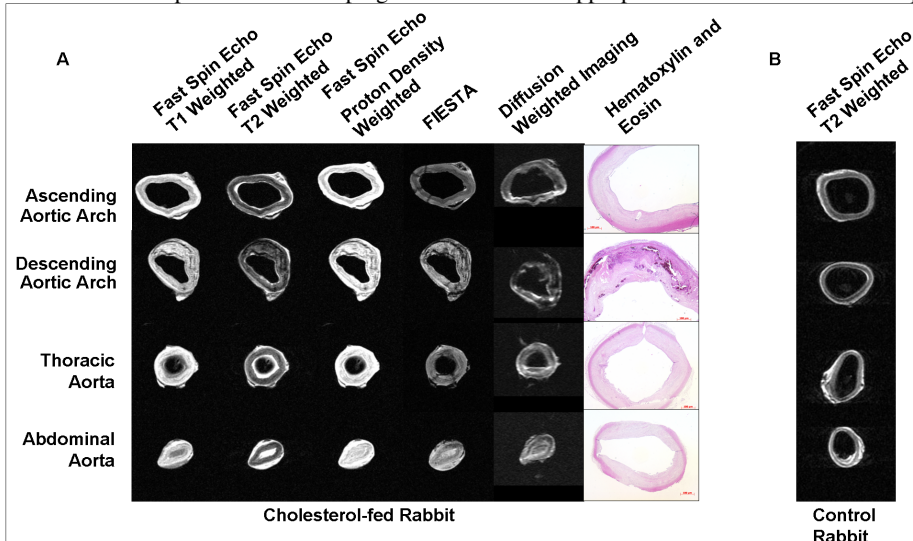 A
Fast Spin Echo
T1 Weighted
Fast Spin Echo
T2 Weighted
Fast Spin Echo
Proton Density
Weighted
FIESTA
Diffusion
Weighted Imaging
Hematoxylin and
Eosin
B
Fast Spin Echo
T2 Weighted
Ascending
Aortic Arch
Descending
Aortic Arch
Thoracic
Aorta
Abdominal
Aorta
Cholesterol-fed Rabbit
Control
Rabbit